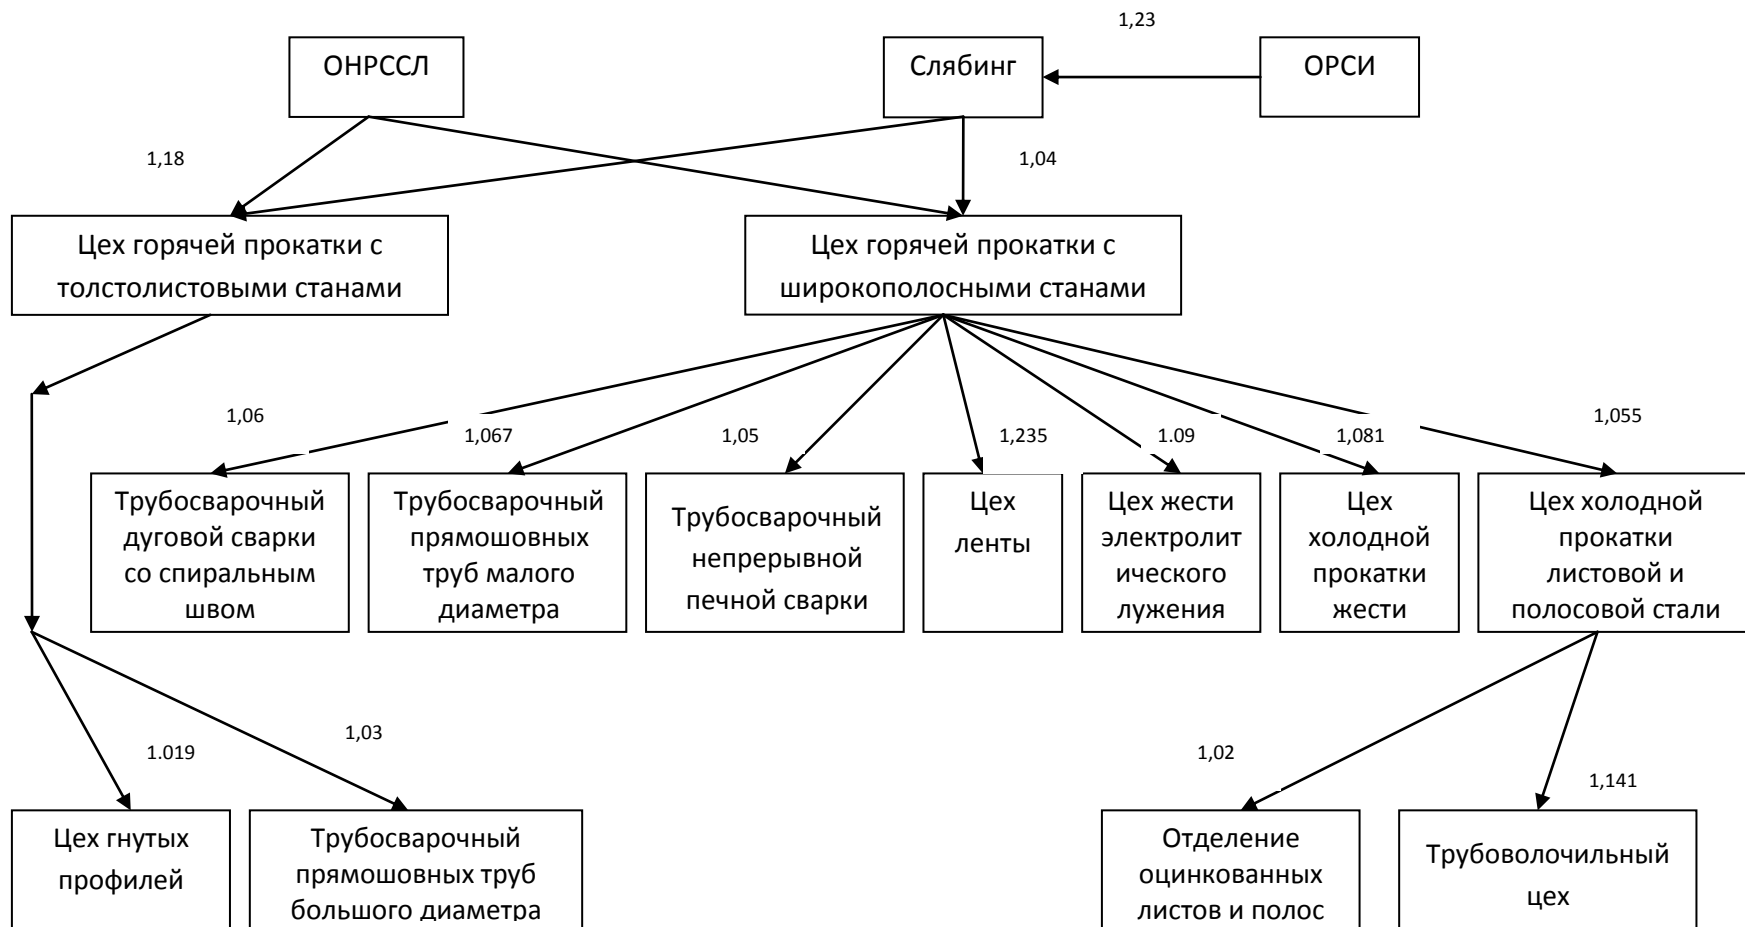 1,23
ОНРССЛ
Слябинг
ОРСИ
1,18
1,04
Цех горячей прокатки с
толстолистовыми станами
Цех горячей прокатки с
широкополосными станами
1,06
1,067
1,05
1,235
1.09
1,081
1,055
Трубосварочный
дуговой сварки
со спиральным
швом
Трубосварочный
прямошовных
труб малого
диаметра
Трубосварочный
непрерывной
печной сварки
Цех
ленты
Цех жести
электролит
ического
лужения
Цех
холодной
прокатки
жести
Цех холодной
прокатки
листовой и
полосовой стали
1.019
1,03
1,02
1,141
Цех гнутых
профилей
Трубосварочный
прямошовных труб
большого диаметра
Отделение
оцинкованных
листов и полос
Трубоволочильный
цех